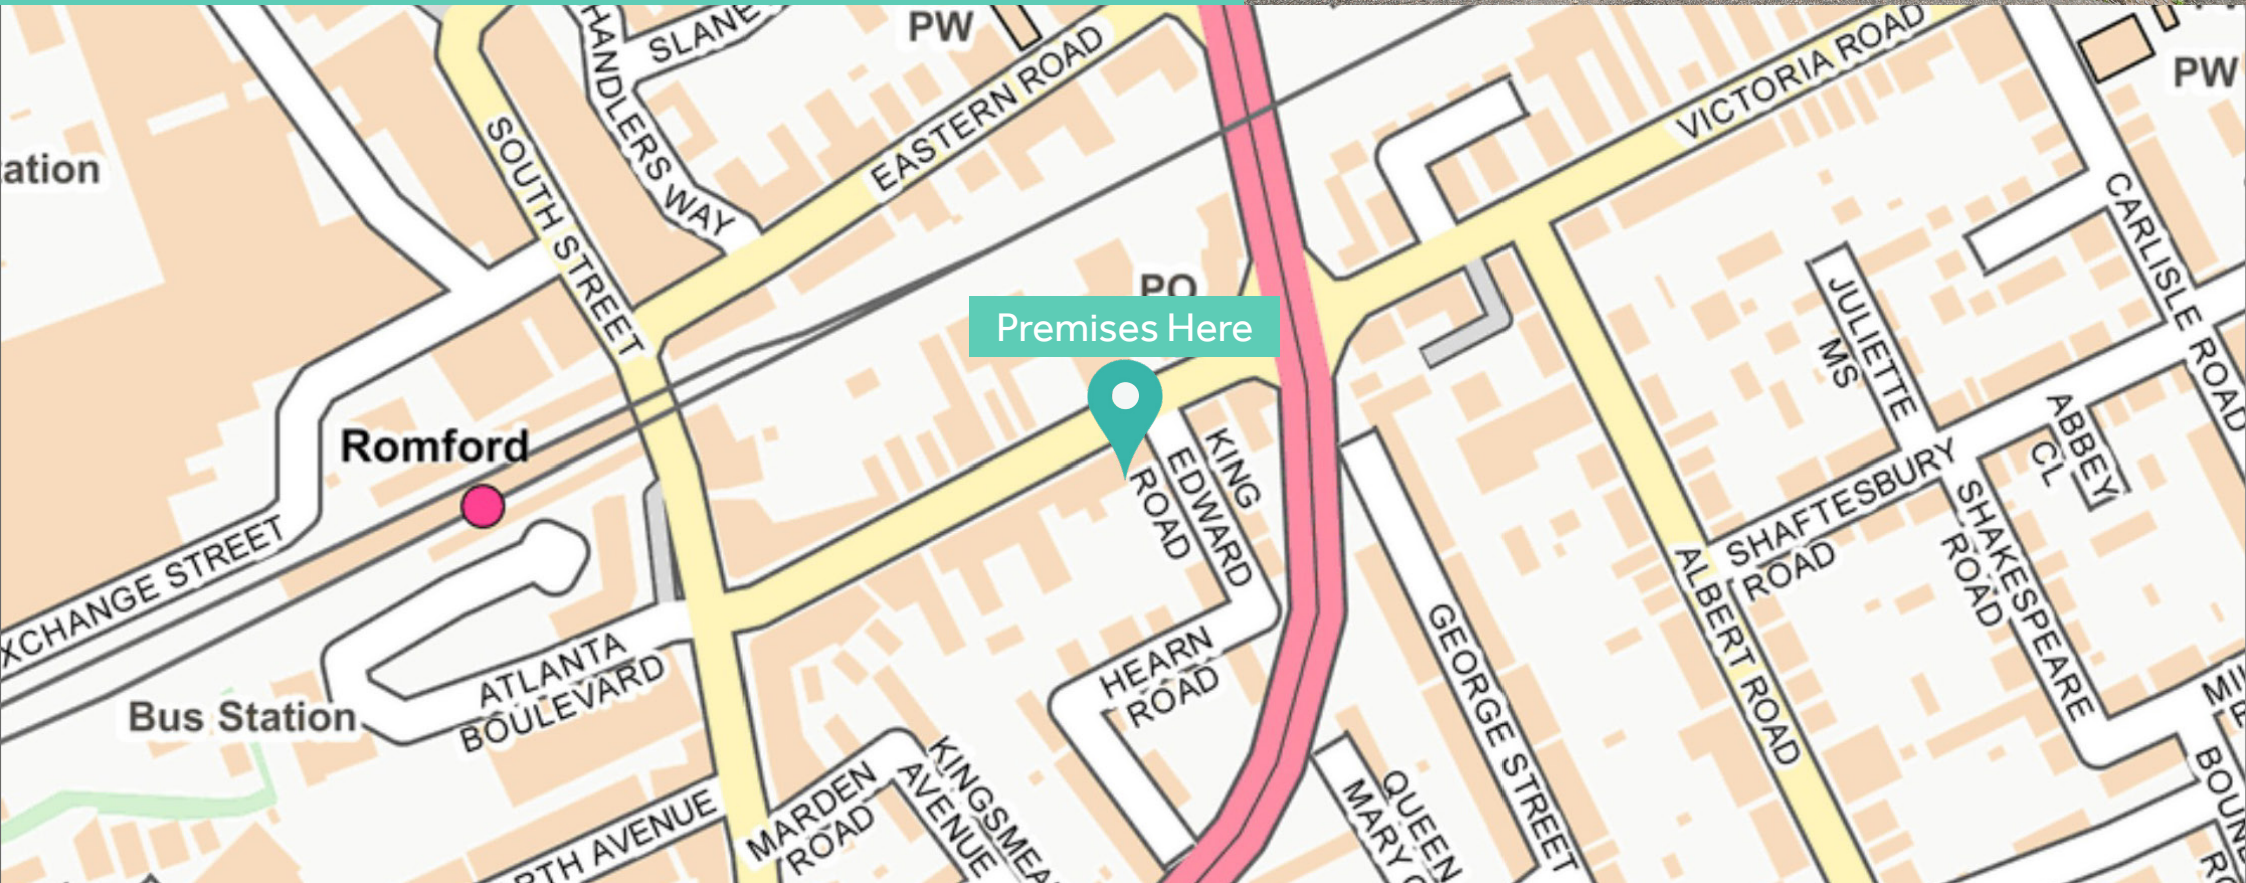 PW
SLANE
HANDLERS WAY
EASTERN ROAD
VICTORIA ROAD
PW
SOUTH STREET
ation
CARLISLE ROAD
PO
Premises Here
JULIETTE
MS
Romford
KING
EDWARD
ROAD
ABBEY
CL
SHAFTESBURY
ROAD
SHAKESPEARE
ROAD
XCHANGE STREET
ALBERT ROAD
GEORGE STREET
HEARN
ROAD
ATLANTA
BOULEVARD
Bus Station
MARDEN
ROAD
KINGSMEA
AVENUE
QUEEN
MARY
RTH AVENUE
BOUN